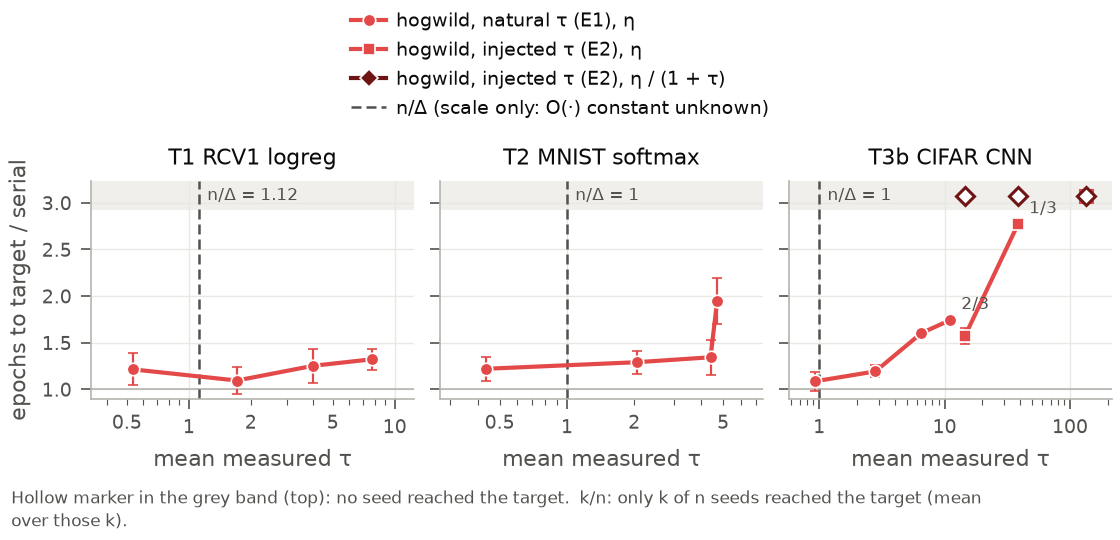 hogwild, natural τ (E1), η
hogwild, injected τ (E2), η
hogwild, injected τ (E2), η / (1 + τ)
n/Δ (scale only: O(·) constant unknown)
T1 RCV1 logreg
T2 MNIST softmax
T3b CIFAR CNN
epochs to target / serial
3.0
2.5
2.0
1.5
1.0
n/Δ = 1.12
n/Δ = 1
n/Δ = 1
1/3
2/3
0.5 1 2 5 10
0.5 1 2 5
1 10 100
mean measured τ
mean measured τ
mean measured τ
Hollow marker in the grey band (top): no seed reached the target.  k/n: only k of n seeds reached the target (mean
over those k).